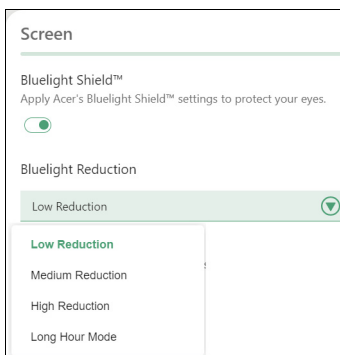 Screen
Bluelight Shield™
Apply Acer's Bluelight Shield™ settings to protect your eyes.
Bluelight Reduction
Low Reduction
Low Reduction
Medium Reduction
High Reduction
Long Hour Mode